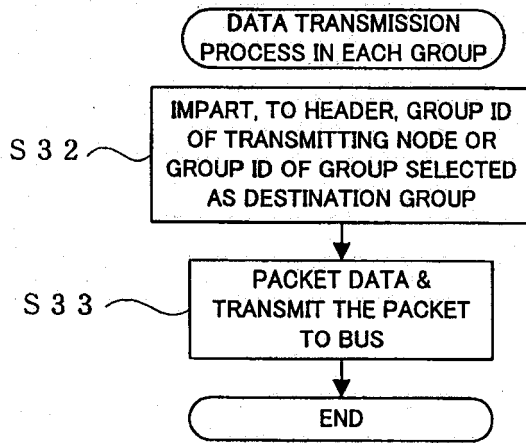 DATA TRANSMISSION
PROCESS IN EACH GROUP
S32
IMPART, TO HEADER, GROUP ID
OF TRANSMITTING NODE OR
GROUP ID OF GROUP SELECTED
AS DESTINATION GROUP
S33
PACKET DATA &
TRANSMIT THE PACKET
TO BUS
END